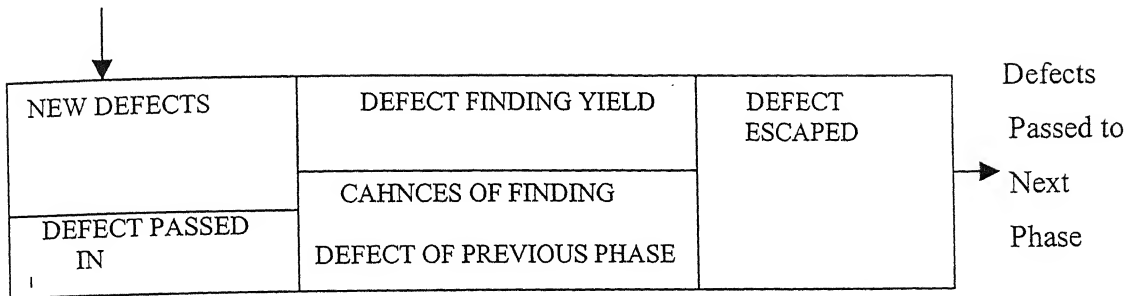 NEW DEFECTS
DEFECT PASSED
IN
DEFECT FINDING YIELD
CAHNCES OF FINDING
DEFECT OF PREVIOUS PHASE
DEFECT
ESCAPED
Defects
Passed to
Next
Phase